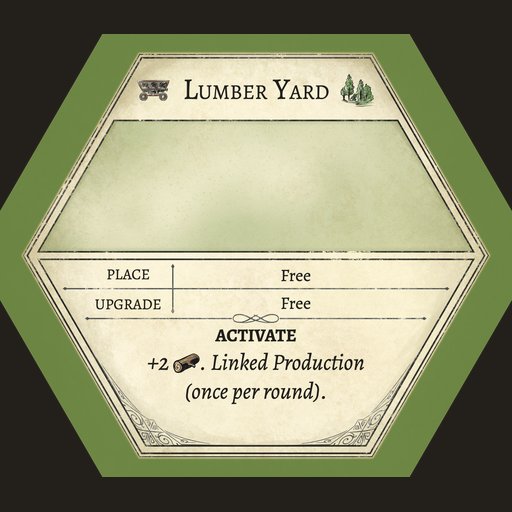 Lumber Yard
PLACE Free
UPGRADE Free
ACTIVATE
+2 . Linked Production
(once per round).